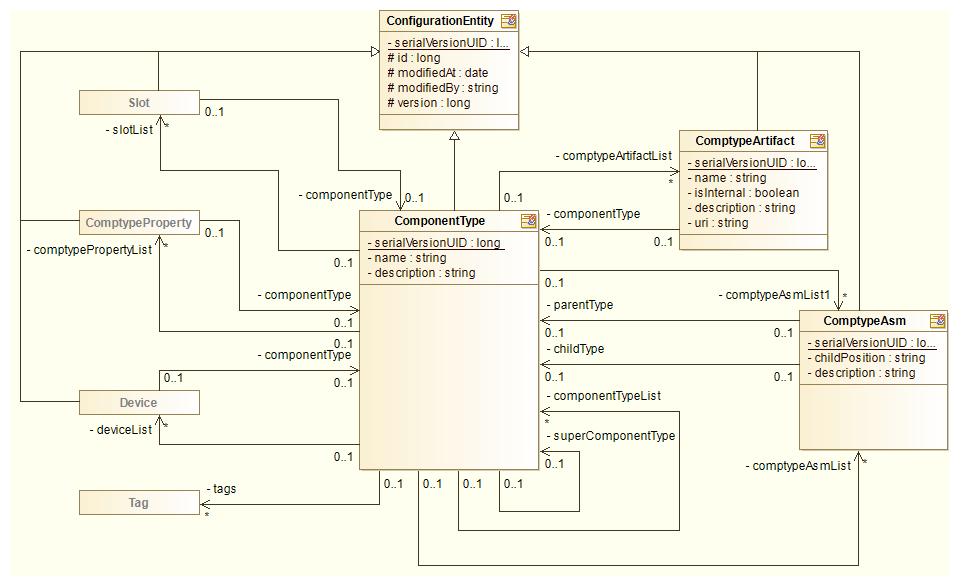 ConfigurationEntity
- serialVersionUID : l...
# id : long
# modifiedAt : date
# modifiedBy : string
# version : long
Slot
0..1
- slotList
*
- componentType
0..1
- comptypeArtifactList
*
0..1
ComptypeArtifact
- serialVersionUID : lo...
- name : string
- isInternal : boolean
- description : string
- uri : string
- componentType
0..1
0..1
ComptypeProperty
0..1
- comptypePropertyList
*
ComponentType
- serialVersionUID : long
- name : string
- description : string
0..1
- componentType
0..1
0..1
- componentType
0..1
0..1
Device
- deviceList
*
0..1
0..1
- comptypeAsmList1
*
- parentType
0..1
0..1
- childType
0..1
0..1
ComptypeAsm
- serialVersionUID : lo...
- childPosition : string
- description : string
- componentTypeList
*
- superComponentType
0..1
- comptypeAsmList
*
0..1
0..1
0..1
0..1
- tags
*
Tag